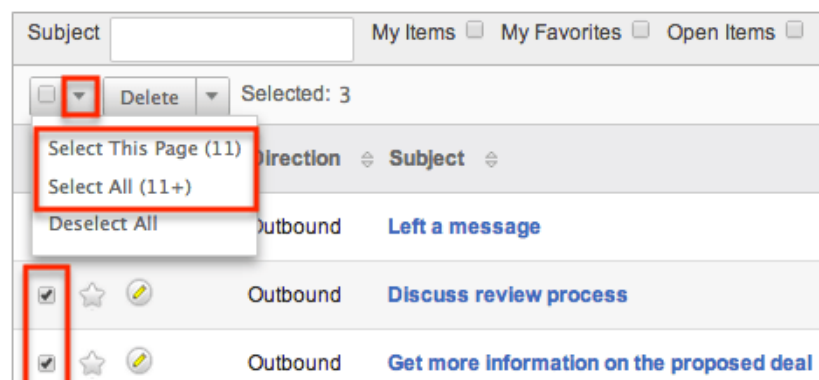 Subject My Items My Favorites Open Items
Delete Selected: 3
Select This Page (11)
Direction Subject
Select All (11+)
Deselect All
Outbound Left a message
Outbound Discuss review process
Outbound Get more information on the proposed deal